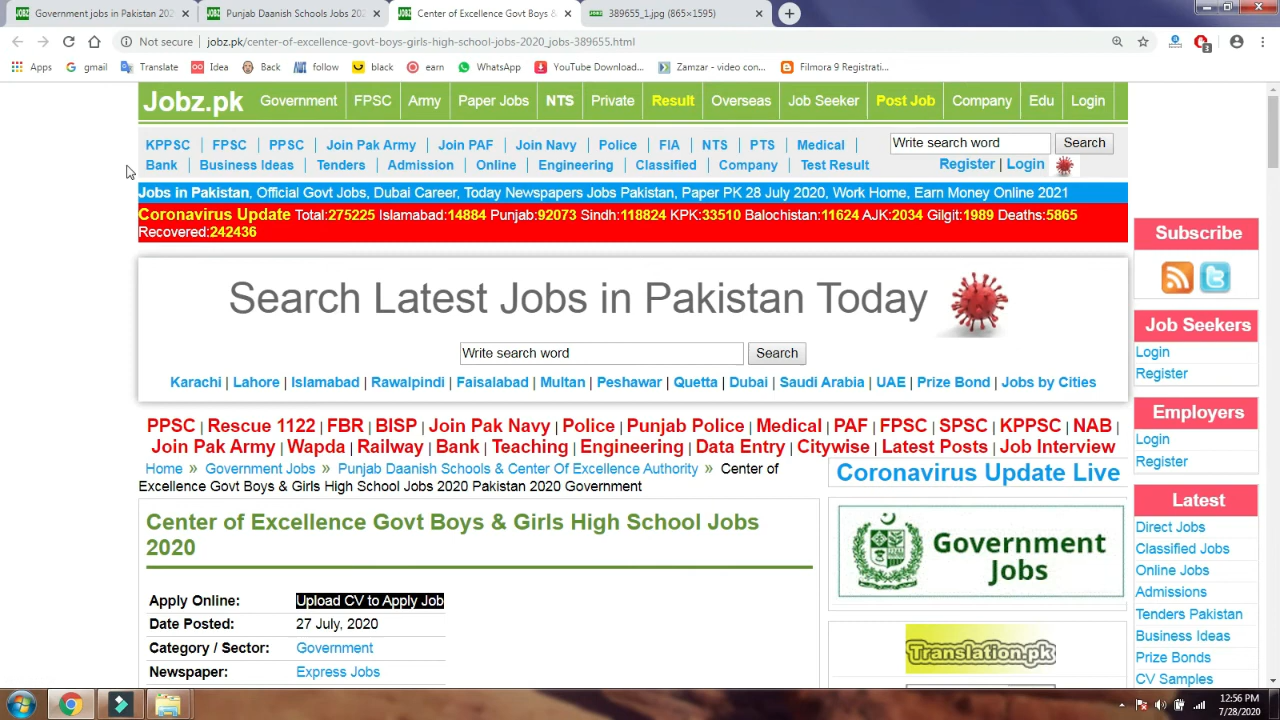 Government jobs in Pakistan 202
Punjab Daanish Schools Jobs 202
Center of Excellence Govt Boys &
389655_1.jpg (865×1595)
Not secure | jobz.pk/center-of-excellence-govt-boys-girls-high-school-jobs-2020_jobs-389655.html
3
Apps gmail Translate Idea Back follow black earn WhatsApp YouTube Download... Zamzar - video con... Filmora 9 Registrati...
Jobz.pk Government FPSC Army Paper Jobs NTS Private Result Overseas Job Seeker Post Job Company Edu Login
KPPSC | FPSC | PPSC | Join Pak Army | Join PAF | Join Navy | Police | FIA | NTS | PTS | Medical
Write search word Search
Bank | Business Ideas | Tenders | Admission | Online | Engineering | Classified | Company | Test Result
Register | Login
Jobs in Pakistan, Official Govt Jobs, Dubai Career, Today Newspapers Jobs Pakistan, Paper PK 28 July 2020, Work Home, Earn Money Online 2021
Coronavirus Update Total:275225 Islamabad:14884 Punjab:92073 Sindh:118824 KPK:33510 Balochistan:11624 AJK:2034 Gilgit:1989 Deaths:5865
Recovered:242436
Search Latest Jobs in Pakistan Today
Write search word Search
Karachi | Lahore | Islamabad | Rawalpindi | Faisalabad | Multan | Peshawar | Quetta | Dubai | Saudi Arabia | UAE | Prize Bond | Jobs by Cities
PPSC | Rescue 1122 | FBR | BISP | Join Pak Navy | Police | Punjab Police | Medical | PAF | FPSC | SPSC | KPPSC | NAB |
Join Pak Army | Wapda | Railway | Bank | Teaching | Engineering | Data Entry | Citywise | Latest Posts | Job Interview
Home » Government Jobs » Punjab Daanish Schools & Center Of Excellence Authority » Center of
Excellence Govt Boys & Girls High School Jobs 2020 Pakistan 2020 Government
Center of Excellence Govt Boys & Girls High School Jobs
2020
Apply Online: Upload CV to Apply Job
Date Posted: 27 July, 2020
Category / Sector: Government
Newspaper: Express Jobs
Coronavirus Update Live
Government
Jobs
Translation.pk
Subscribe
Job Seekers
Login
Register
Employers
Login
Register
Latest
Direct Jobs
Classified Jobs
Online Jobs
Admissions
Tenders Pakistan
Business Ideas
Prize Bonds
CV Samples
12:56 PM
7/28/2020